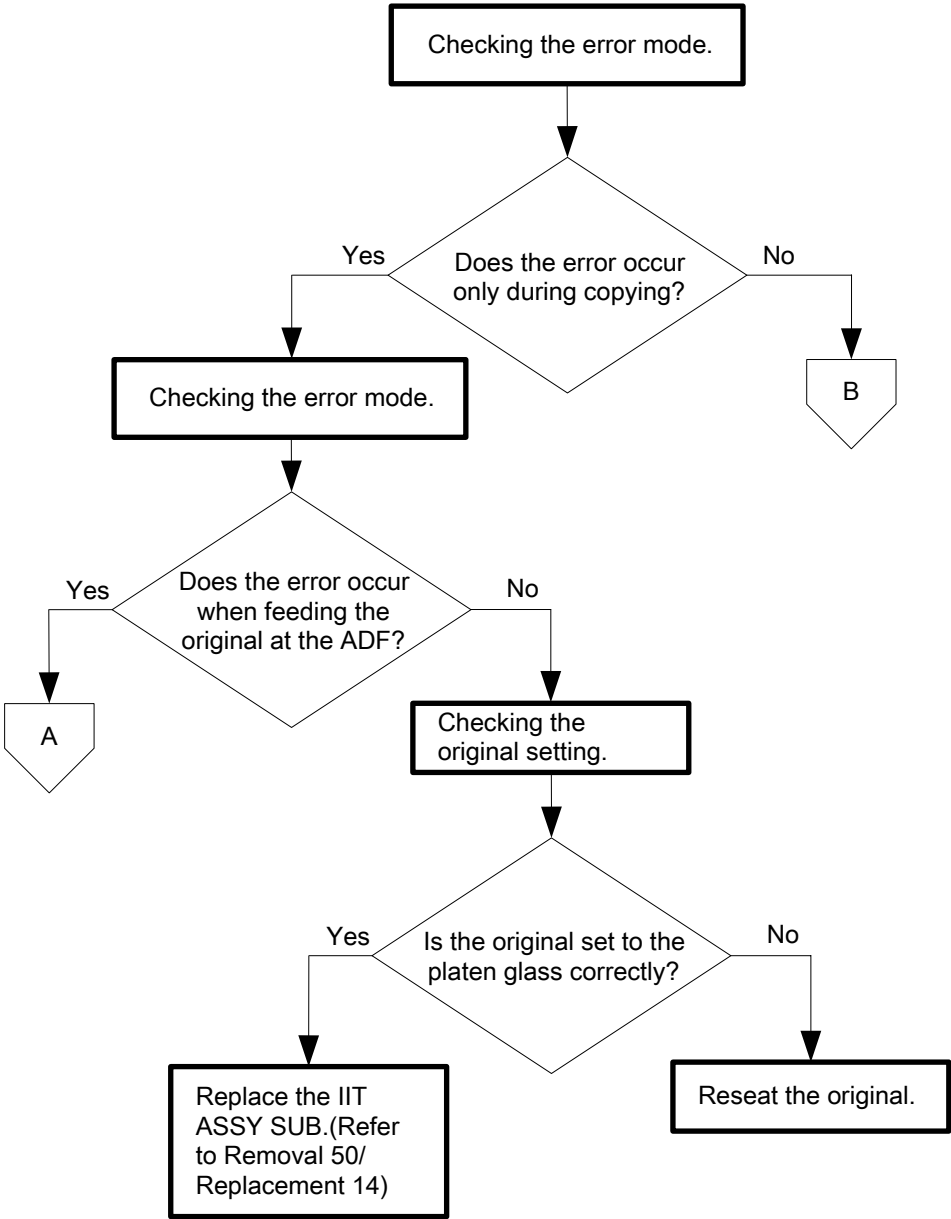 Checking the error mode.
Does the error occur
only during copying?
Yes
No
Checking the error mode.
B
Does the error occur
when feeding the
original at the ADF?
Yes
No
A
Checking the
original setting.
Is the original set to the
platen glass correctly?
Yes
No
Replace the IIT
ASSY SUB.(Refer
to Removal 50/
Replacement 14)
Reseat the original.